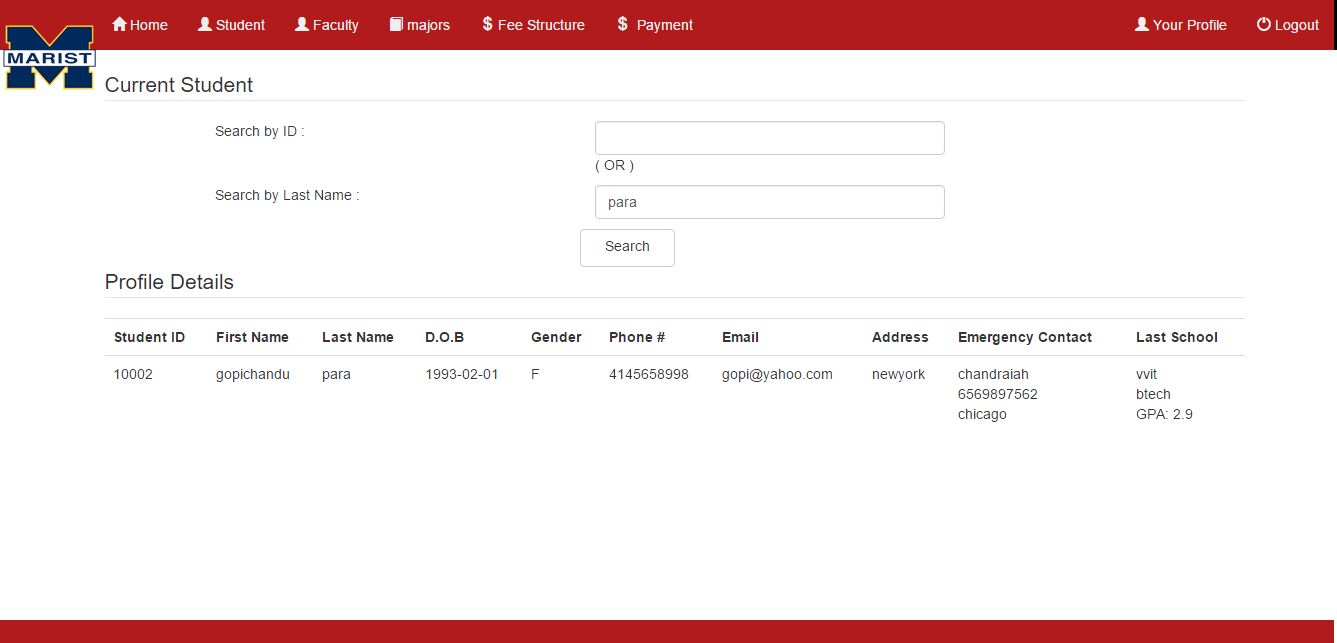 Home Student Faculty majors $ Fee Structure $ Payment Your Profile Logout
MARIST
Current Student
Search by ID :
( OR )
Search by Last Name : para
Search
Profile Details
Student ID First Name Last Name D.O.B Gender Phone # Email Address Emergency Contact Last School
10002 gopichandu para 1993-02-01 F 4145658998 gopi@yahoo.com newyork chandraiah vvit
6569897562 btech
chicago GPA: 2.9